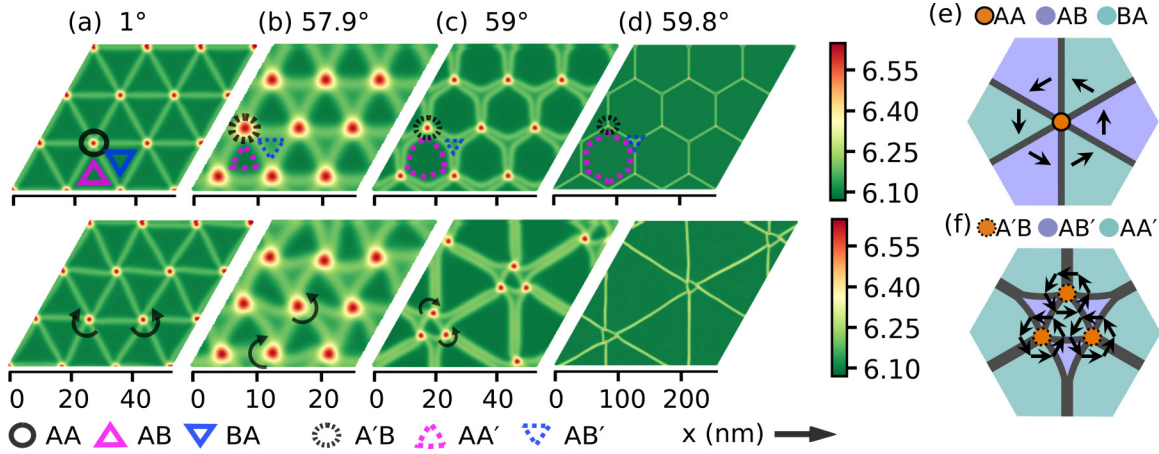 (a) 1°
(b) 57.9°
(c) 59°
(d) 59.8°
6.55
6.40
6.25
6.10
6.55
6.40
6.25
6.10
0 20 40
0 10 20
0 20 40
0 100 200
AA AB BA A′B AA′ AB′ x (nm)
(e) AA AB BA
(f) A′B AB′ AA′